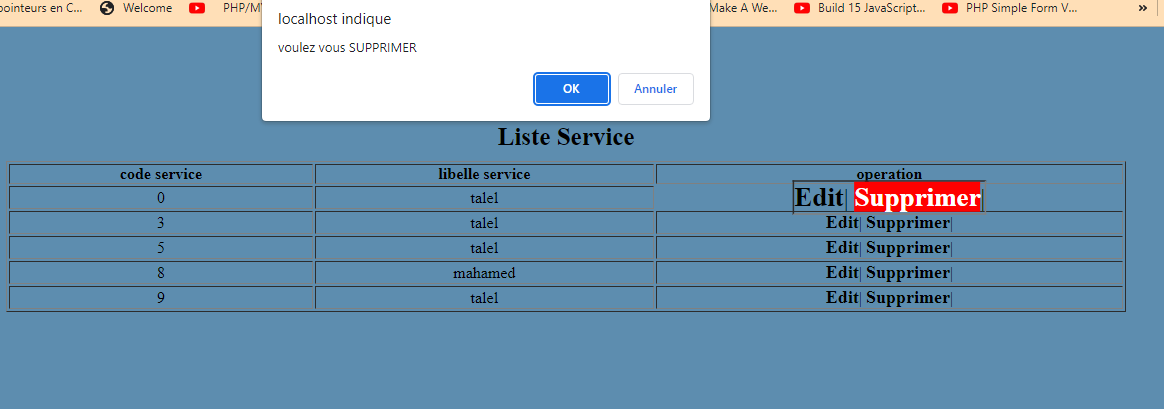 pointeurs en C...
Welcome
PHP/M
Make A We...
Build 15 JavaScript...
PHP Simple Form V...
»
localhost indique
voulez vous SUPPRIMER
OK Annuler
Liste Service
code service libelle service operation
0 talel Edit| Supprimer|
3 talel Edit| Supprimer|
5 talel Edit| Supprimer|
8 mahamed Edit| Supprimer|
9 talel Edit| Supprimer|